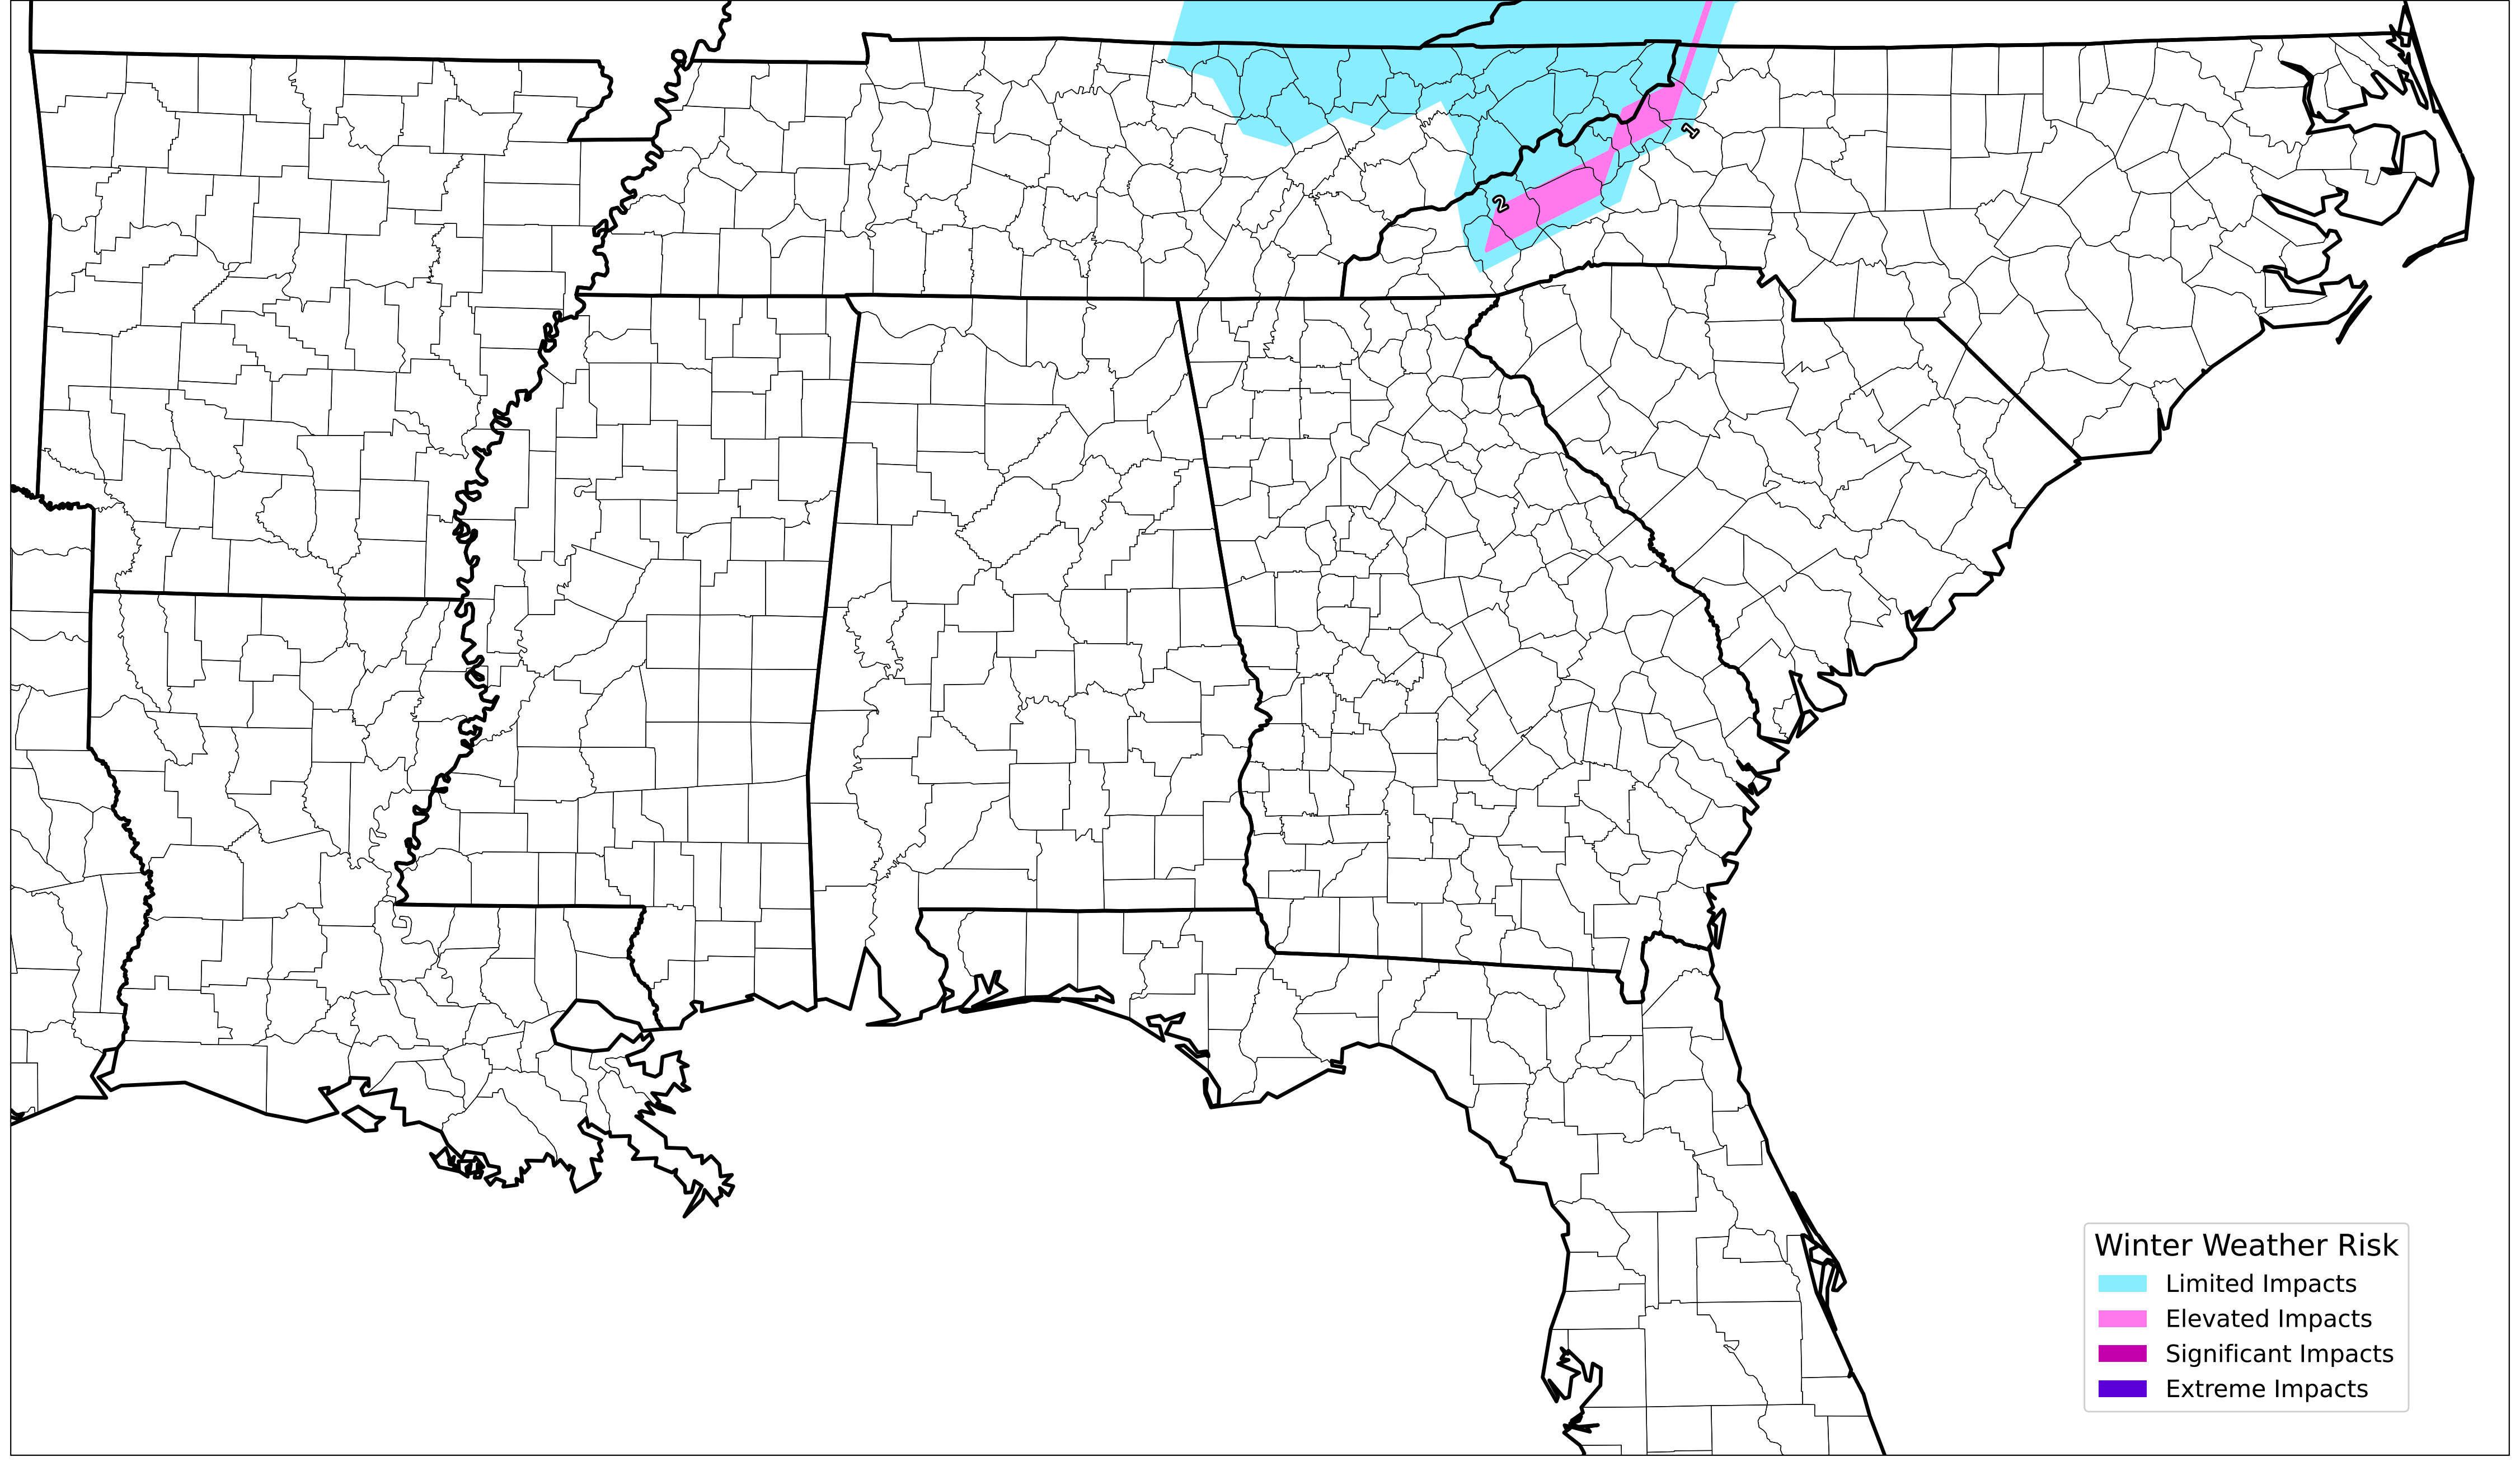 1
2
Winter Weather Risk
Limited Impacts
Elevated Impacts
Significant Impacts
Extreme Impacts